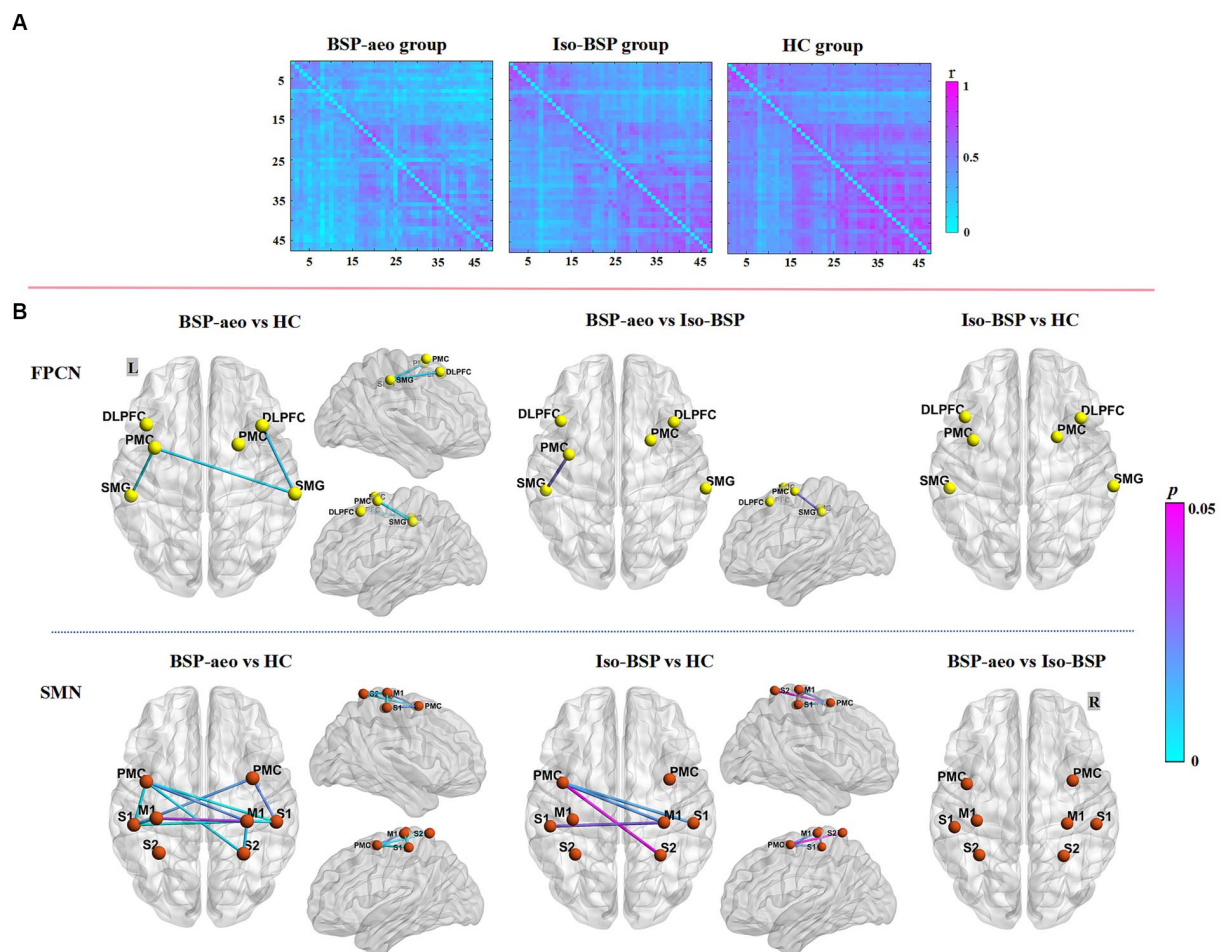 A
BSP-aeo group
Iso-BSP group
HC group
r
1
0.5
0
5
15
25
35
45
5 15 25 35 45
5 15 25 35 45
5 15 25 35 45
B
BSP-aeo vs HC
BSP-aeo vs Iso-BSP
Iso-BSP vs HC
FPCN
L
DLPFC
DLPFC
PMC
PMC
SMG
SMG
PMC
SMG
DLPFC
PMC
DLPFC
SMG
DLPFC
DLPFC
PMC
PMC
SMG
SMG
PMC
DLPFC
SMG
DLPFC
DLPFC
PMC
PMC
SMG
SMG
p
0.05
0
BSP-aeo vs HC
Iso-BSP vs HC
BSP-aeo vs Iso-BSP
SMN
R
PMC
PMC
S1
M1
M1
S1
S2
S2
S2
M1
S1
PMC
M1
S2
PMC
S1
PMC
PMC
S1
M1
M1
S1
S2
S2
S2
M1
S1
PMC
M1
S2
PMC
S1
PMC
PMC
S1
M1
M1
S1
S2
S2